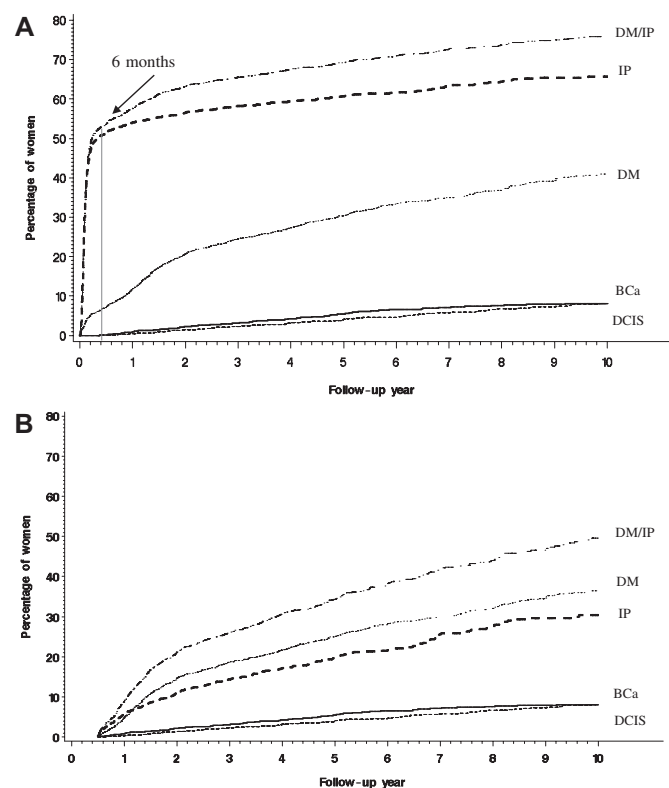 A
80
70
60
50
40
30
20
10
0
Percentage of women
6 months
DM/IP
IP
DM
BCa
DCIS
0 1 2 3 4 5 6 7 8 9 10
Follow-up year
B
80
70
60
50
40
30
20
10
0
Percentage of women
DM/IP
DM
IP
BCa
DCIS
0 1 2 3 4 5 6 7 8 9 10
Follow-up year